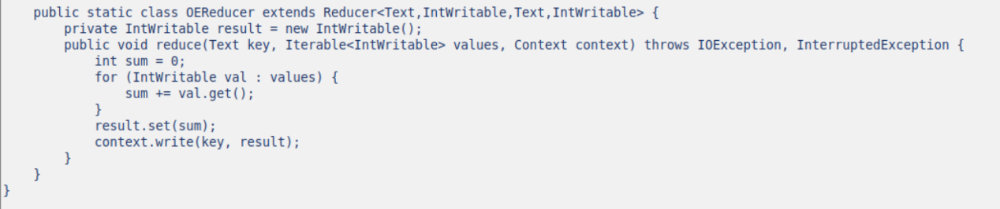 public static class OEReducer extends Reducer<Text,IntWritable,Text,IntWritable> {
        private IntWritable result = new IntWritable();
        public void reduce(Text key, Iterable<IntWritable> values, Context context) throws IOException, InterruptedException {
            int sum = 0;
            for (IntWritable val : values) {
                sum += val.get();
            }
            result.set(sum);
            context.write(key, result);
        }
    }
}